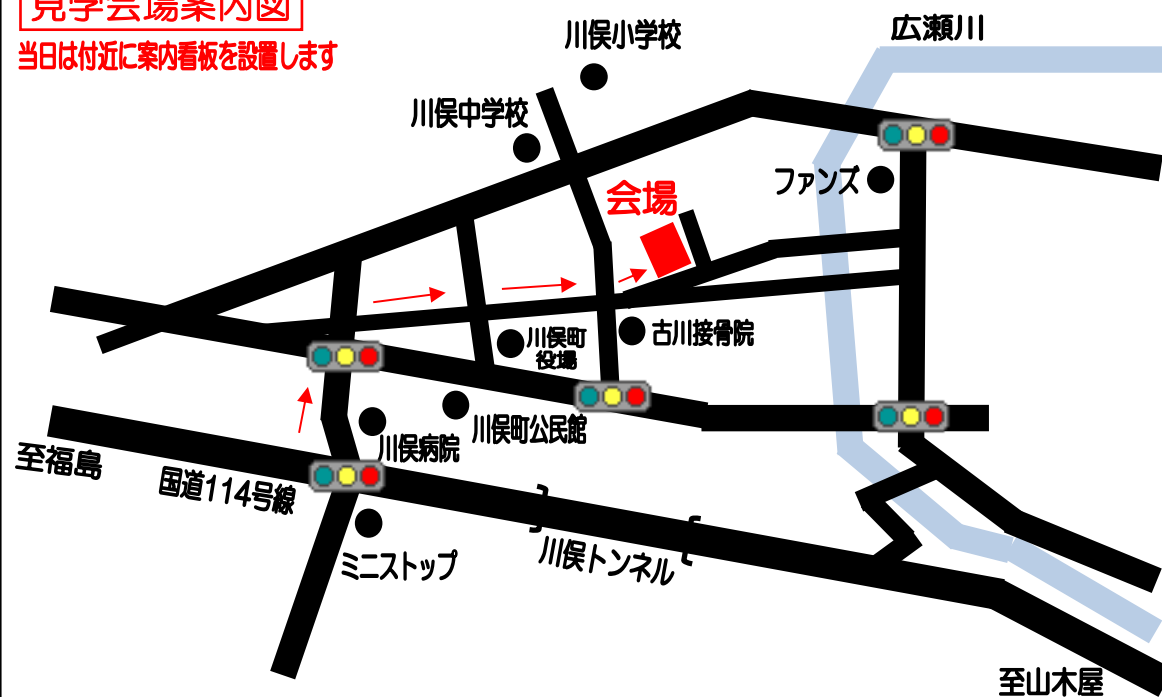 見学会場案内図
当日は付近に案内看板を設置します
川俣小学校
広瀬川
川俣中学校
ファンズ
会場
川俣町
役場
古川接骨院
川俣町公民館
川俣病院
至福島
国道114号線
川俣トンネル
ミニストップ
至山木屋